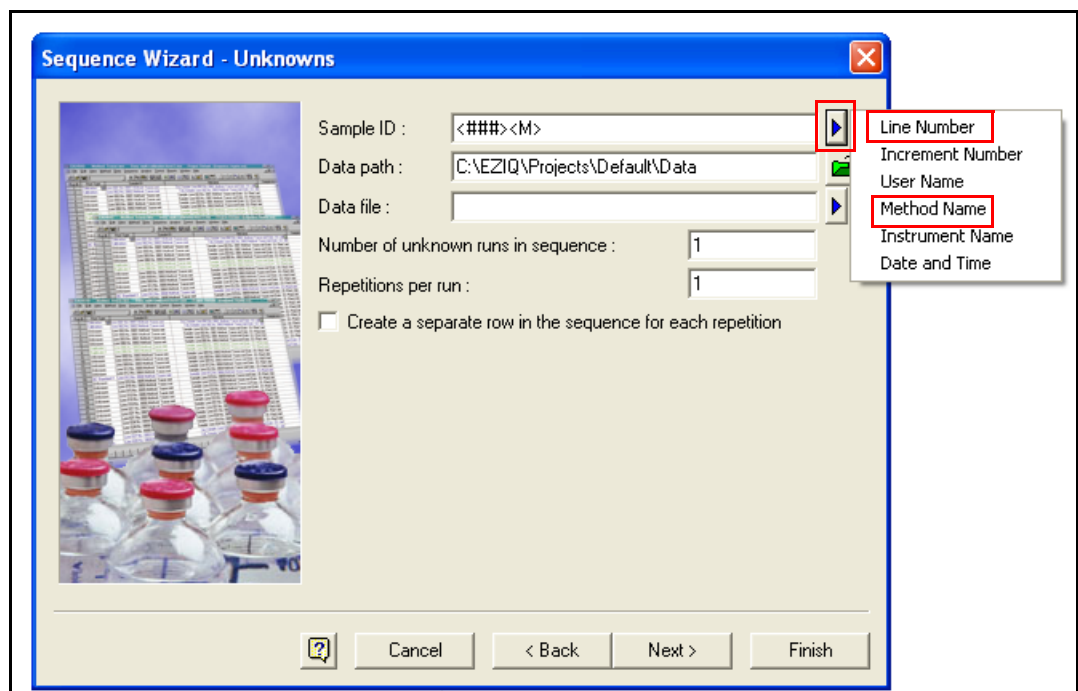 Sequence Wizard - Unknowns
Sample ID : <###><M>
Data path : C:\EZIQ\Projects\Default\Data
Data file :
Number of unknown runs in sequence : 1
Repetitions per run : 1
Create a separate row in the sequence for each repetition
Line Number
Increment Number
User Name
Method Name
Instrument Name
Date and Time
? Cancel < Back Next > Finish